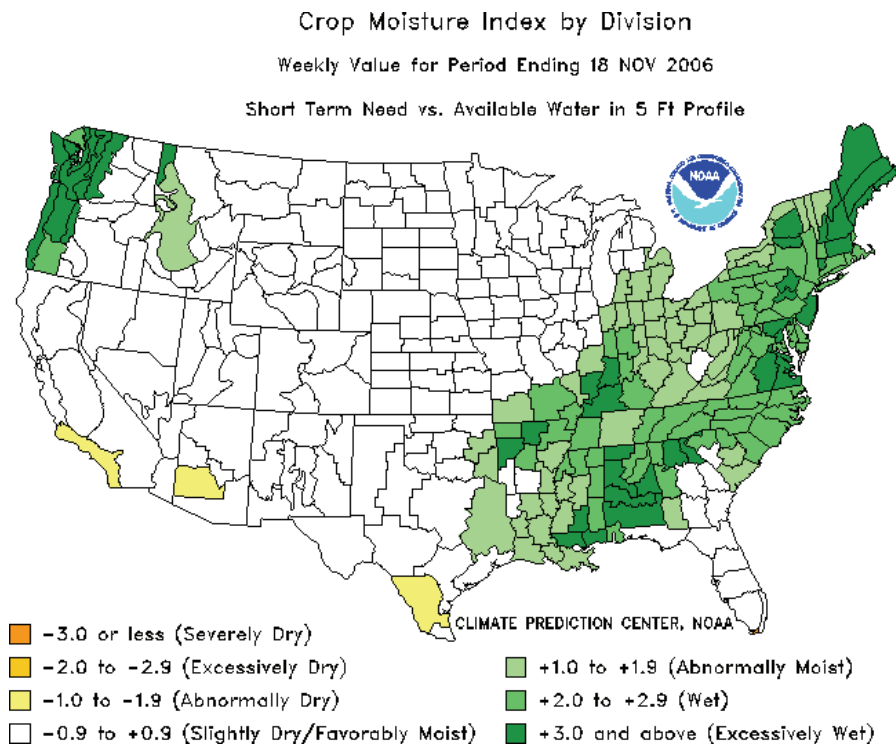 Crop Moisture Index by Division
Weekly Value for Period Ending 18 NOV 2006
Short Term Need vs. Available Water in 5 Ft Profile
NOAA
CLIMATE PREDICTION CENTER, NOAA
-3.0 or less (Severely Dry)
-2.0 to -2.9 (Excessively Dry)
-1.0 to -1.9 (Abnormally Dry)
-0.9 to +0.9 (Slightly Dry/Favorably Moist)
+1.0 to +1.9 (Abnormally Moist)
+2.0 to +2.9 (Wet)
+3.0 and above (Excessively Wet)